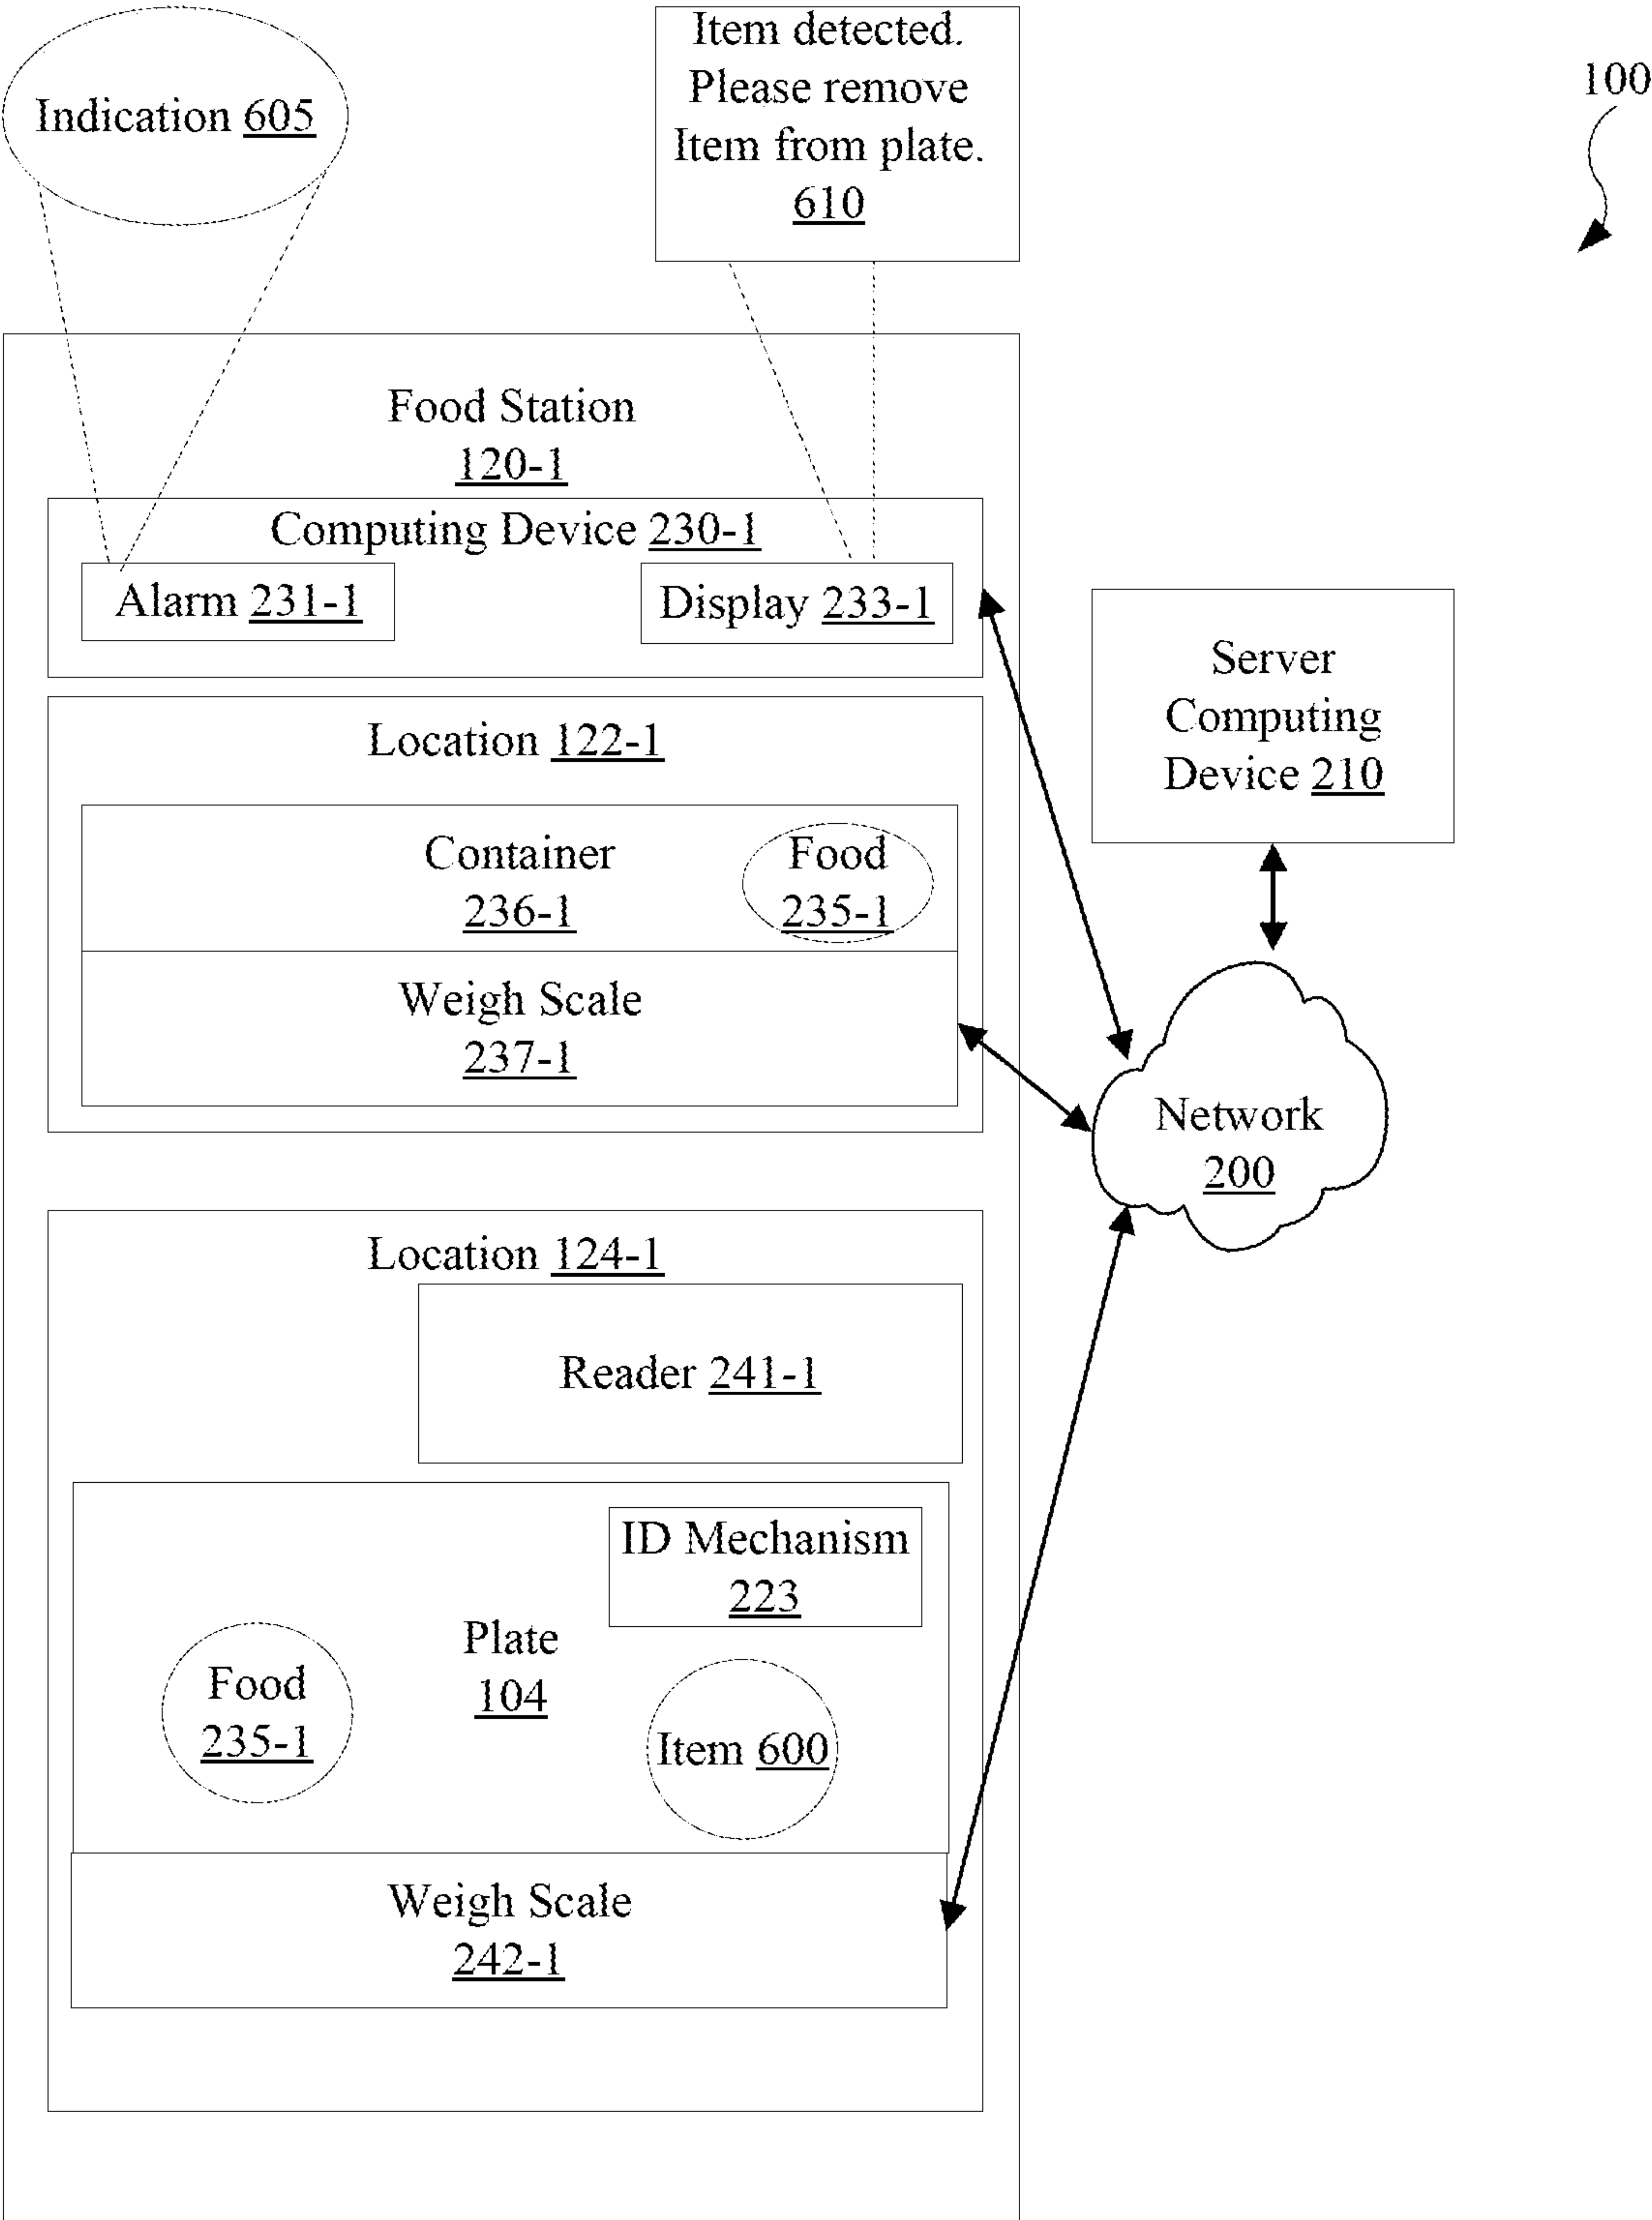 Indication 605
Item detected.
Please remove
Item from plate.
610
100
Food Station
120-1
Computing Device 230-1
Alarm 231-1
Display 233-1
Server
Computing
Device 210
Location 122-1
Container
236-1
Food
235-1
Weigh Scale
237-1
Network
200
Location 124-1
Reader 241-1
ID Mechanism
223
Plate
104
Food
235-1
Item 600
Weigh Scale
242-1